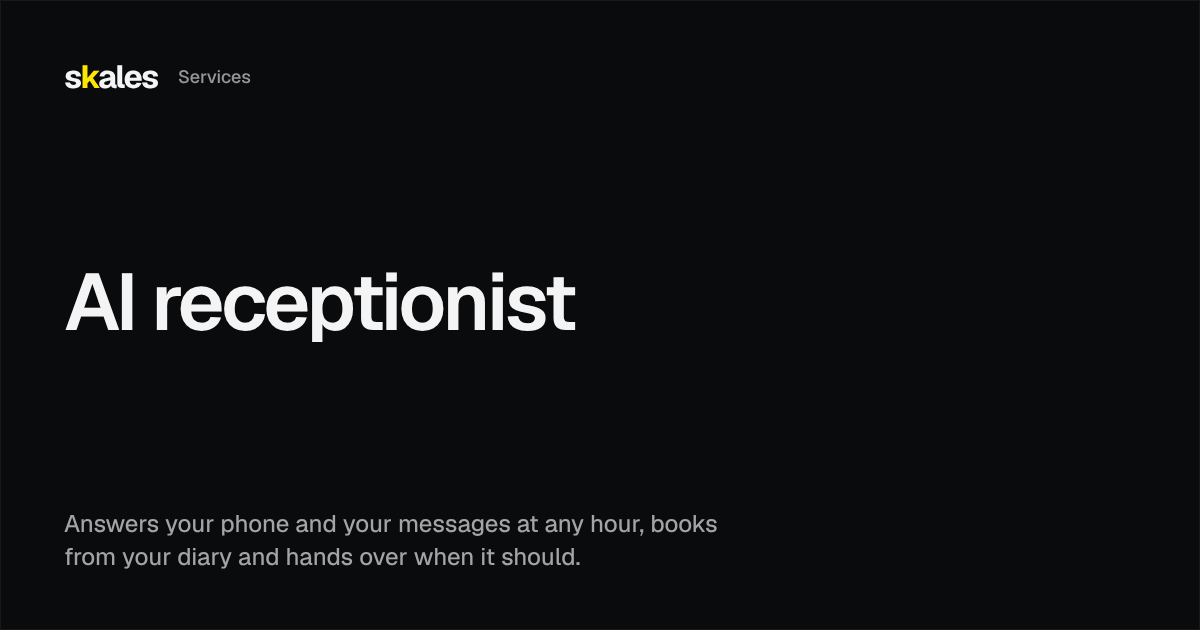 skales Services
AI receptionist
Answers your phone and your messages at any hour, books
from your diary and hands over when it should.